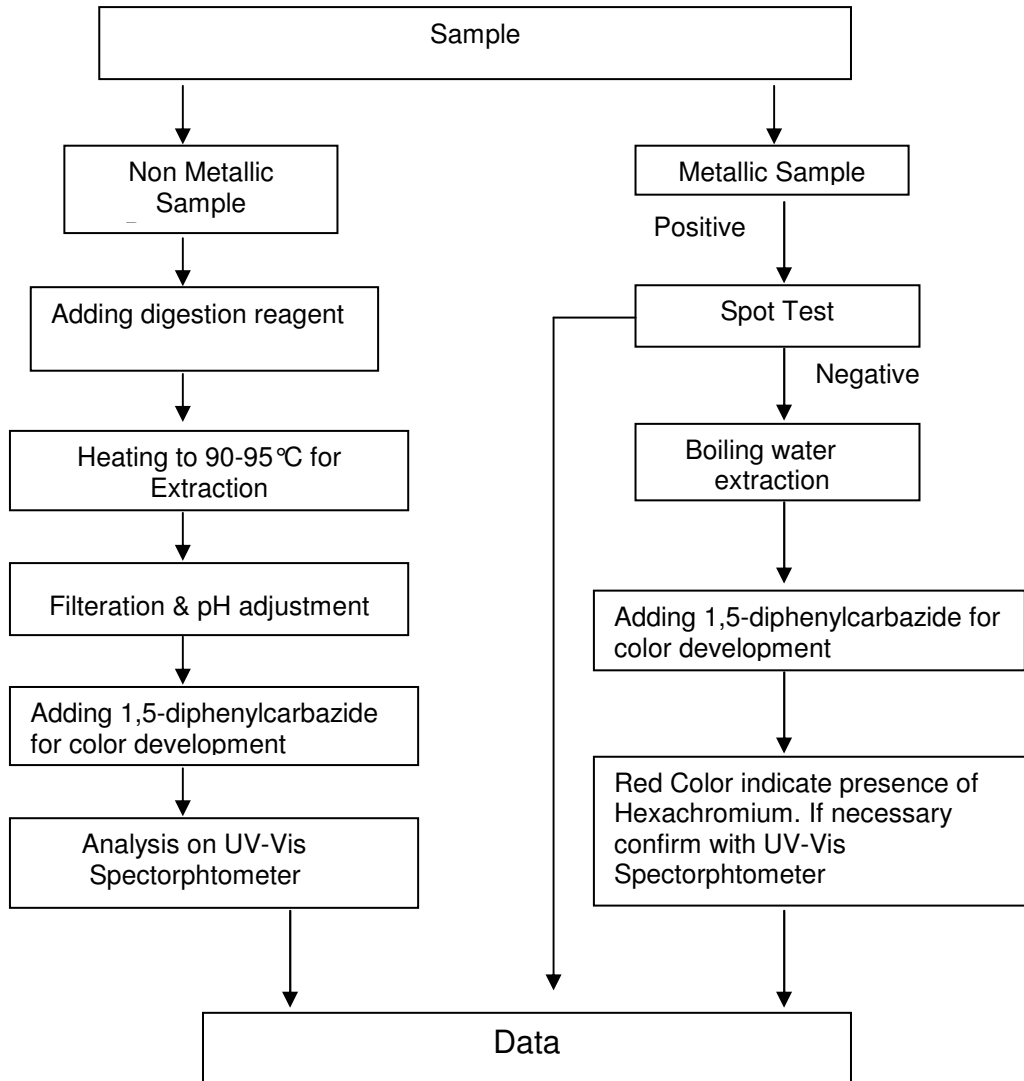 Sample
Non Metallic
Sample
Adding digestion reagent
Heating to 90-95°C for
Extraction
Filteration & pH adjustment
Adding 1,5-diphenylcarbazide
for color development
Analysis on UV-Vis
Spectorphtometer
Metallic Sample
Positive
Spot Test
Negative
Boiling water
extraction
Adding 1,5-diphenylcarbazide for
color development
Red Color indicate presence of
Hexachromium. If necessary
confirm with UV-Vis
Spectorphtometer
Data